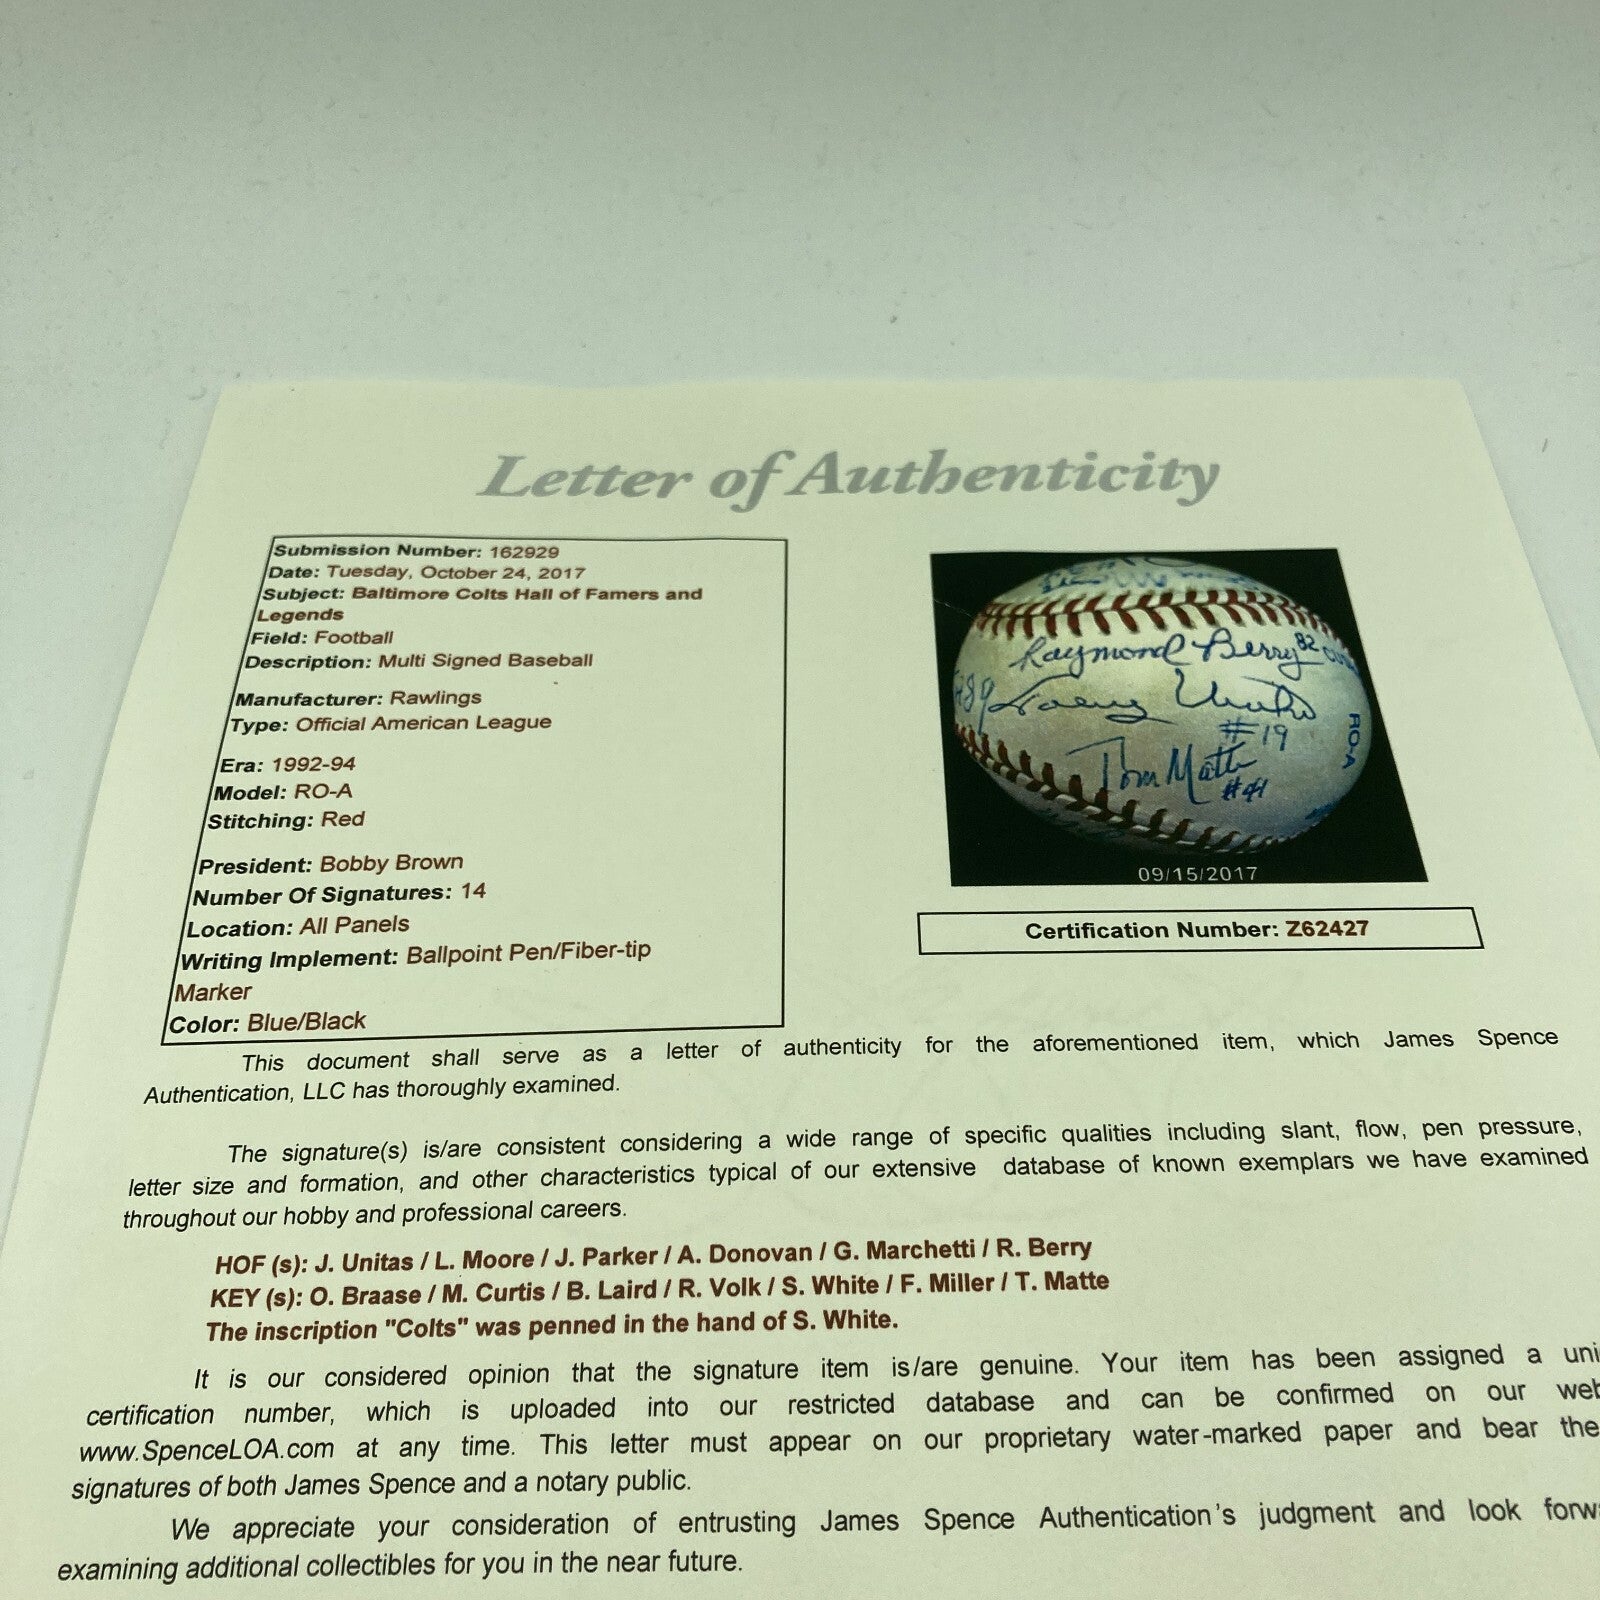 Letter of Authenticity
Submission Number: 162929
Date: Tuesday, October 24, 2017
Subject: Baltimore Colts Hall of Famers and
Legends
Field: Football
Description: Multi Signed Baseball
Manufacturer: Rawlings
Type: Official American League
Era: 1992-94
Model: RO-A
Stitching: Red
President: Bobby Brown
Number Of Signatures: 14
Location: All Panels
Writing Implement: Ballpoint Pen/Fiber-tip
Marker
Color: Blue/Black
Raymond Berry 82
#89 Johnny Unitas
#19
RO-A
Tom Matte
#41
09/15/2017
Certification Number: Z62427
This document shall serve as a letter of authenticity for the aforementioned item, which James Spence
Authentication, LLC has thoroughly examined.
The signature(s) is/are consistent considering a wide range of specific qualities including slant, flow, pen pressure,
letter size and formation, and other characteristics typical of our extensive database of known exemplars we have examined
throughout our hobby and professional careers.
HOF (s): J. Unitas / L. Moore / J. Parker / A. Donovan / G. Marchetti / R. Berry
KEY (s): O. Braase / M. Curtis / B. Laird / R. Volk / S. White / F. Miller / T. Matte
The inscription "Colts" was penned in the hand of S. White.
It is our considered opinion that the signature item is/are genuine. Your item has been assigned a uni
certification number, which is uploaded into our restricted database and can be confirmed on our web
www.SpenceLOA.com at any time. This letter must appear on our proprietary water-marked paper and bear the
signatures of both James Spence and a notary public.
We appreciate your consideration of entrusting James Spence Authentication's judgment and look forw
examining additional collectibles for you in the near future.